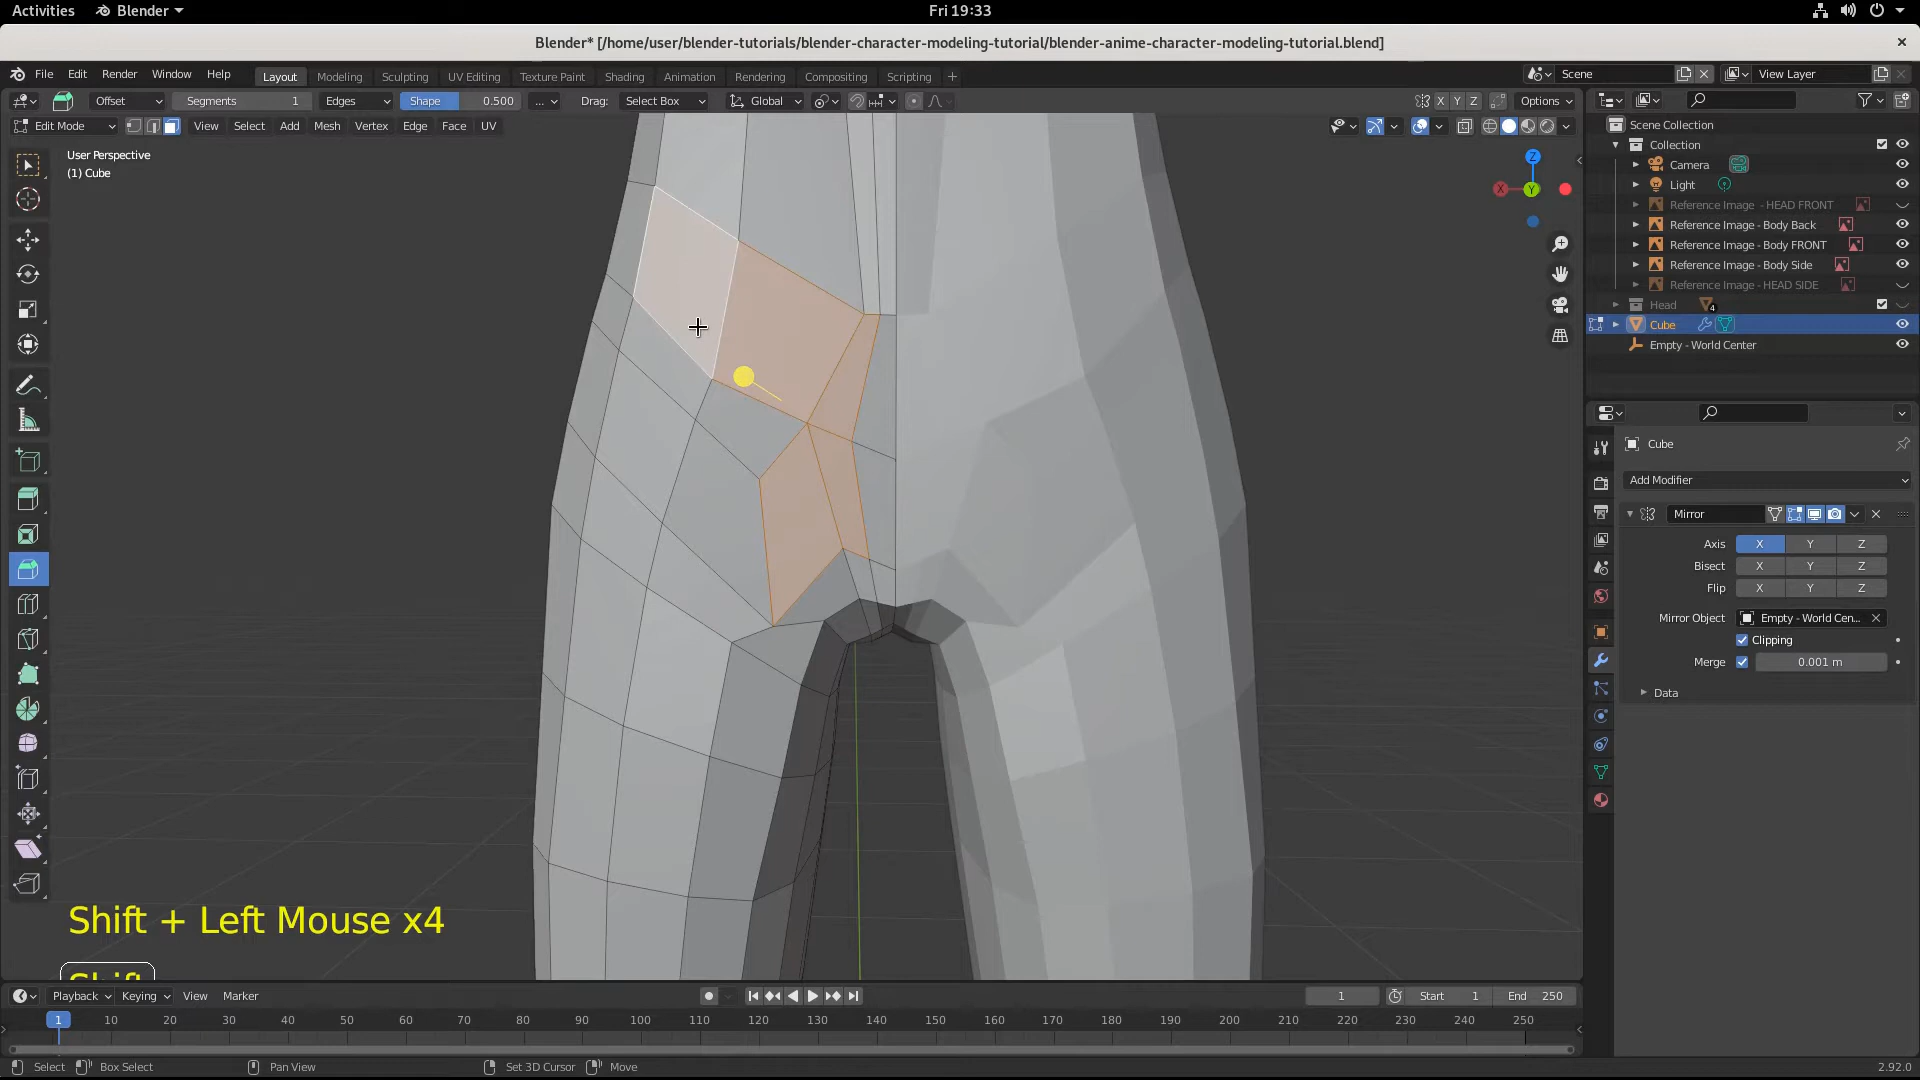 Activities Blender Fri 19:33
Blender* [/home/user/blender-tutorials/blender-character-modeling-tutorial/blender-anime-character-modeling-tutorial.blend]
File Edit Render Window Help Layout Modeling Sculpting UV Editing Texture Paint Shading Animation Rendering Compositing Scripting + Scene View Layer
Offset Segments 1 Edges Shape 0.500 ... Drag: Select Box Global X Y Z Options
Edit Mode View Select Add Mesh Vertex Edge Face UV
User Perspective
(1) Cube
Z
X Y
Scene Collection
Collection
Camera
Light
Reference Image - HEAD FRONT
Reference Image - Body Back
Reference Image - Body FRONT
Reference Image - Body Side
Reference Image - HEAD SIDE
Head 4
Cube
Empty - World Center
Cube
Add Modifier
Mirror
Axis X Y Z
Bisect X Y Z
Flip X Y Z
Mirror Object Empty - World Cen...
Clipping
Merge 0.001 m
Data
Shift + Left Mouse x4
Shift
Playback Keying View Marker 1 Start 1 End 250
1 10 20 30 40 50 60 70 80 90 100 110 120 130 140 150 160 170 180 190 200 210 220 230 240 250
Select Box Select Pan View Set 3D Cursor Move 2.92.0